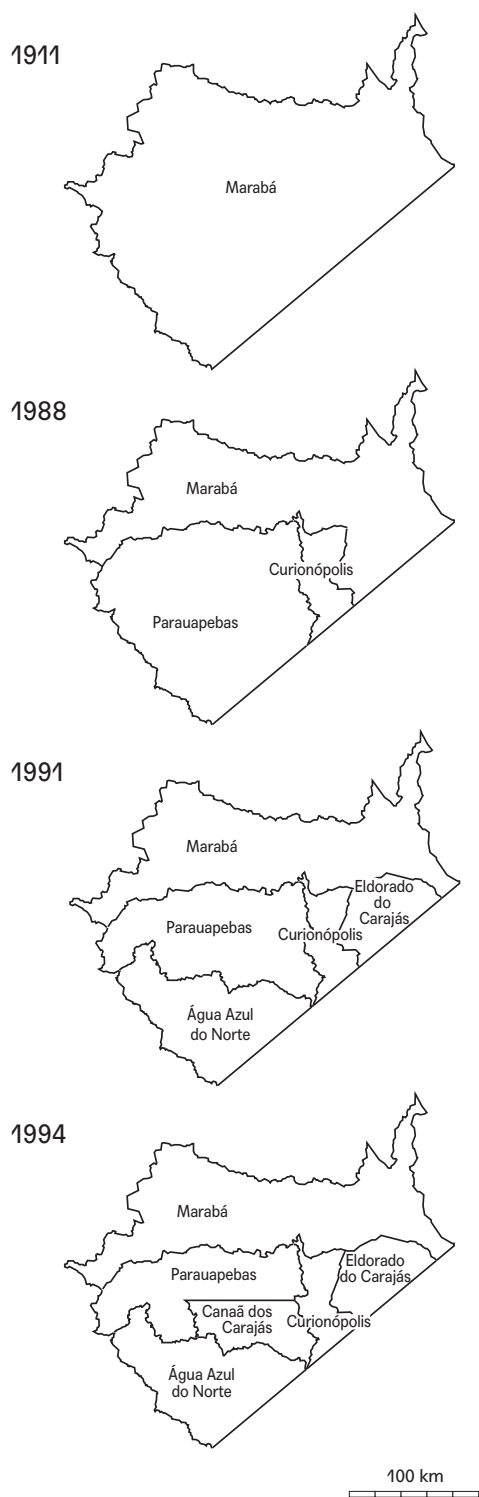 1911
Marabá
1988
Marabá
Curionópolis
Parauapebas
1991
Marabá
Eldorado
do
Carajás
Parauapebas
Curionópolis
Água Azul
do Norte
1994
Marabá
Eldorado
do Carajás
Parauapebas
Canaã dos
Carajás
Curionópolis
Água Azul
do Norte
100 km